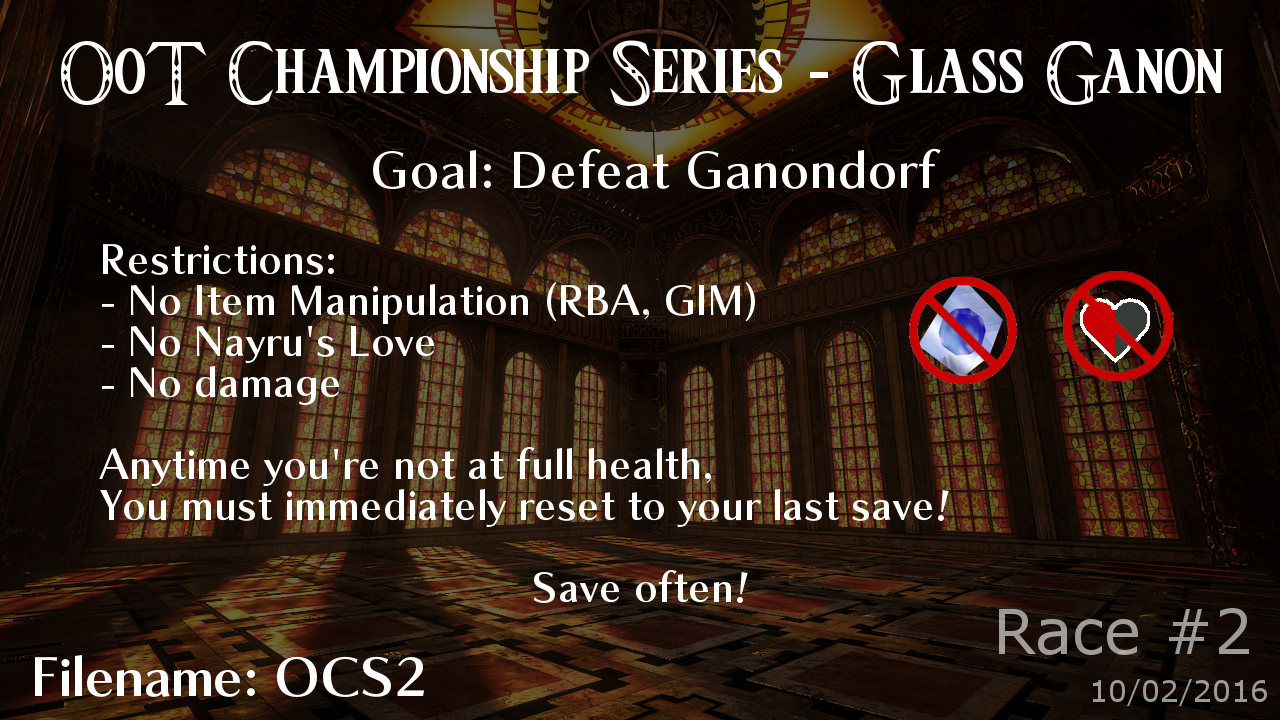 OoT Championship Series - Glass Ganon
Goal: Defeat Ganondorf
Restrictions:
- No Item Manipulation (RBA, GIM)
- No Nayru's Love
- No damage
Anytime you're not at full health,
You must immediately reset to your last save!
Save often!
Race #2
Filename: OCS2
10/02/2016